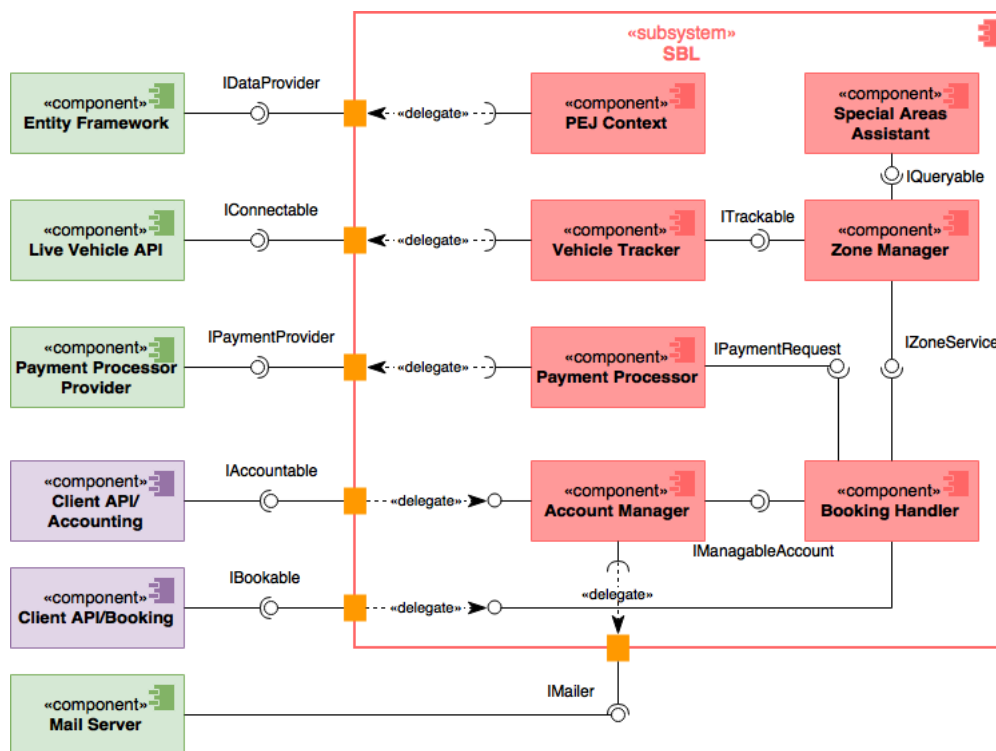 «subsystem»
SBL
IDataProvider
«component»
Entity Framework
«delegate»
«component»
PEJ Context
«component»
Special Areas
Assistant
IQueryable
IConnectable
ITrackable
«component»
Live Vehicle API
«delegate»
«component»
Vehicle Tracker
«component»
Zone Manager
IPaymentProvider
IPaymentRequest
IZoneService
«component»
Payment Processor
Provider
«delegate»
«component»
Payment Processor
IAccountable
«component»
Client API/
Accounting
«delegate»
«component»
Account Manager
«component»
Booking Handler
IManagableAccount
IBookable
«component»
Client API/Booking
«delegate»
«delegate»
IMailer
«component»
Mail Server